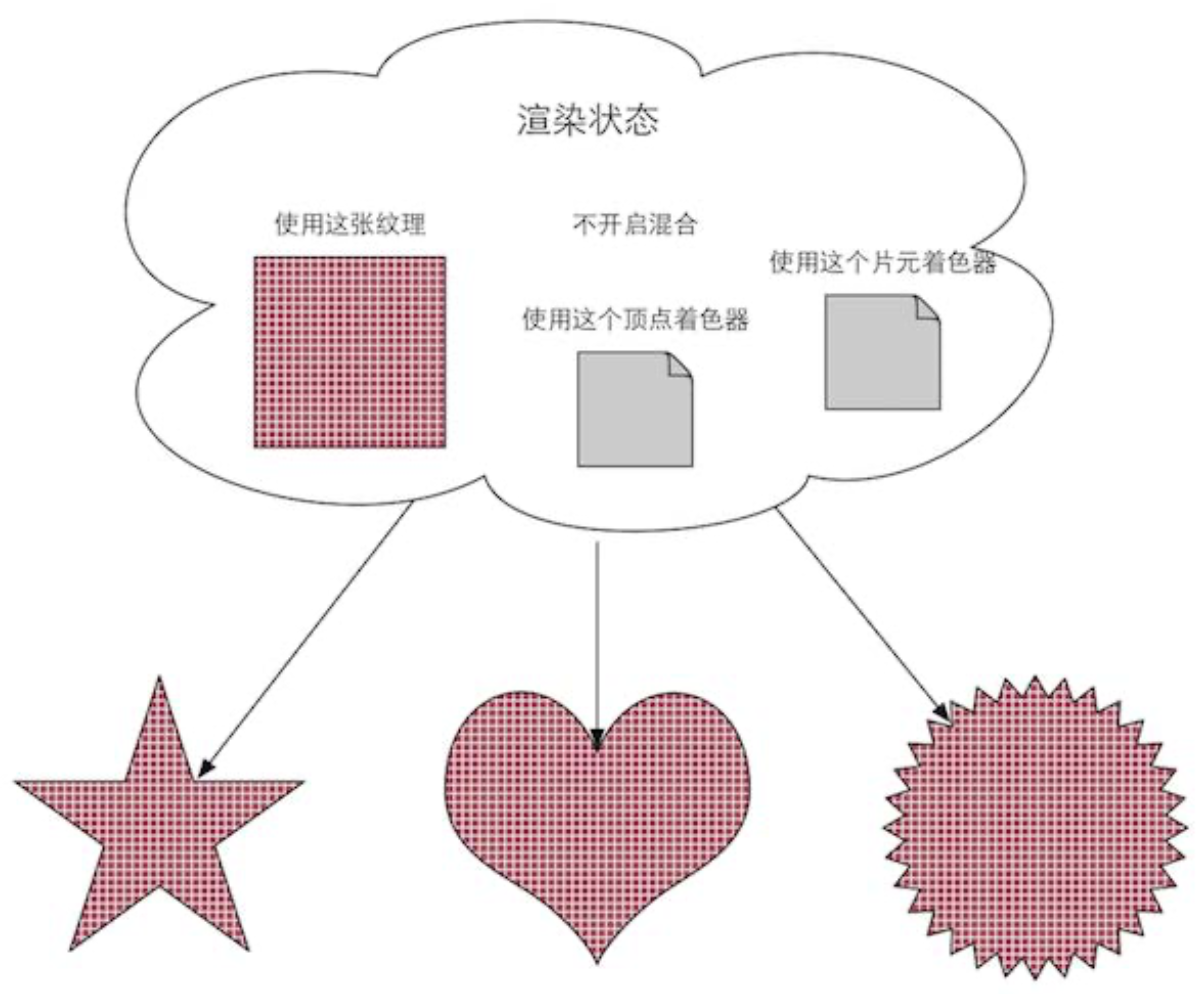 渲染状态
使用这张纹理
不开启混合
使用这个片元着色器
使用这个顶点着色器